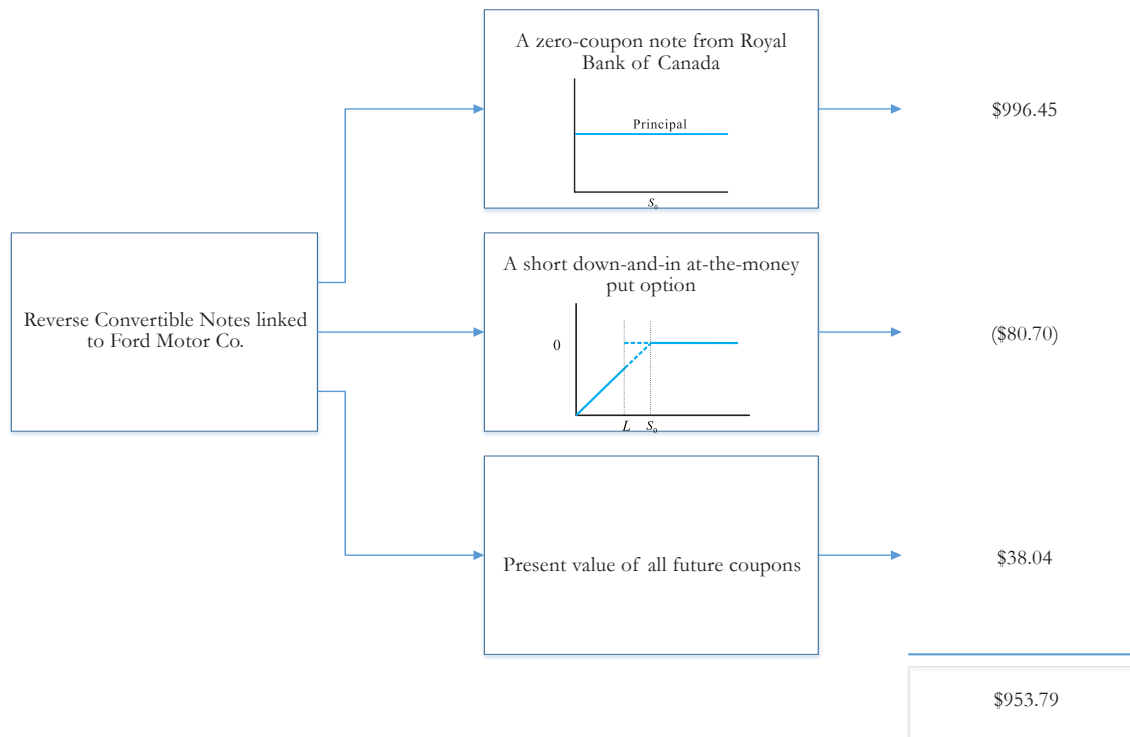 A zero-coupon note from Royal
Bank of Canada
Principal
S₀
$996.45
Reverse Convertible Notes linked
to Ford Motor Co.
A short down-and-in at-the-money
put option
0
L S₀
($80.70)
Present value of all future coupons
$38.04
$953.79